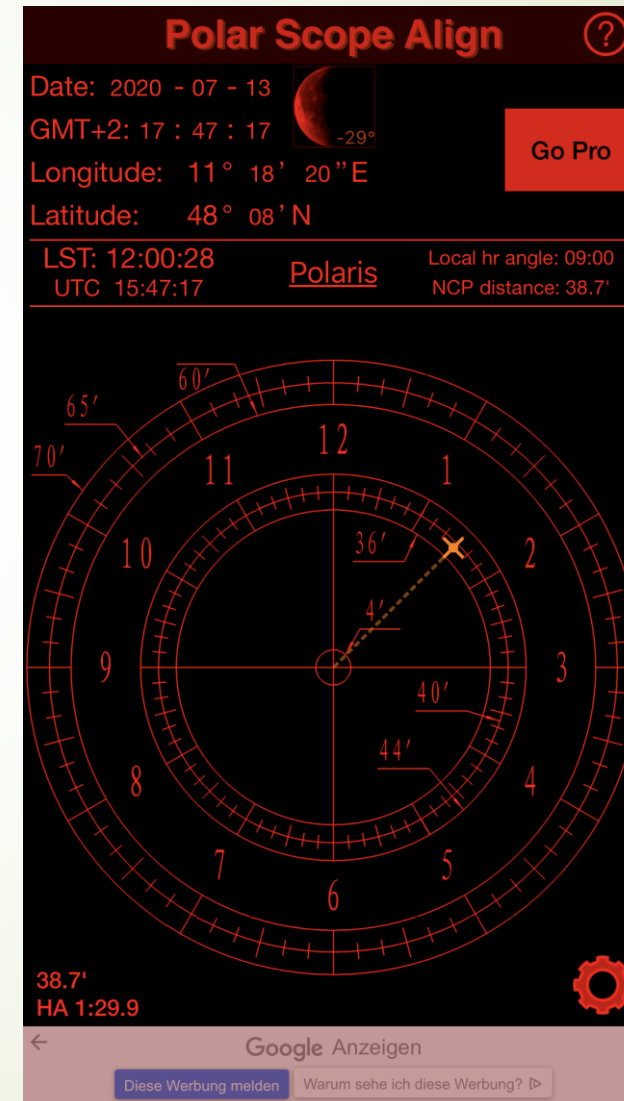 Polar Scope Align ?
Date: 2020 - 07 - 13
-29°
GMT+2: 17 : 47 : 17
Go Pro
Longitude: 11° 18' 20"E
Latitude: 48° 08' N
LST: 12:00:28
UTC 15:47:17
Polaris
Local hr angle: 09:00
NCP distance: 38.7'
60'
65'
70'
12
11
1
10
36'
2
4'
9
3
40'
44'
8
4
7
5
6
38.7'
HA 1:29.9
Google Anzeigen
Diese Werbung melden
Warum sehe ich diese Werbung?